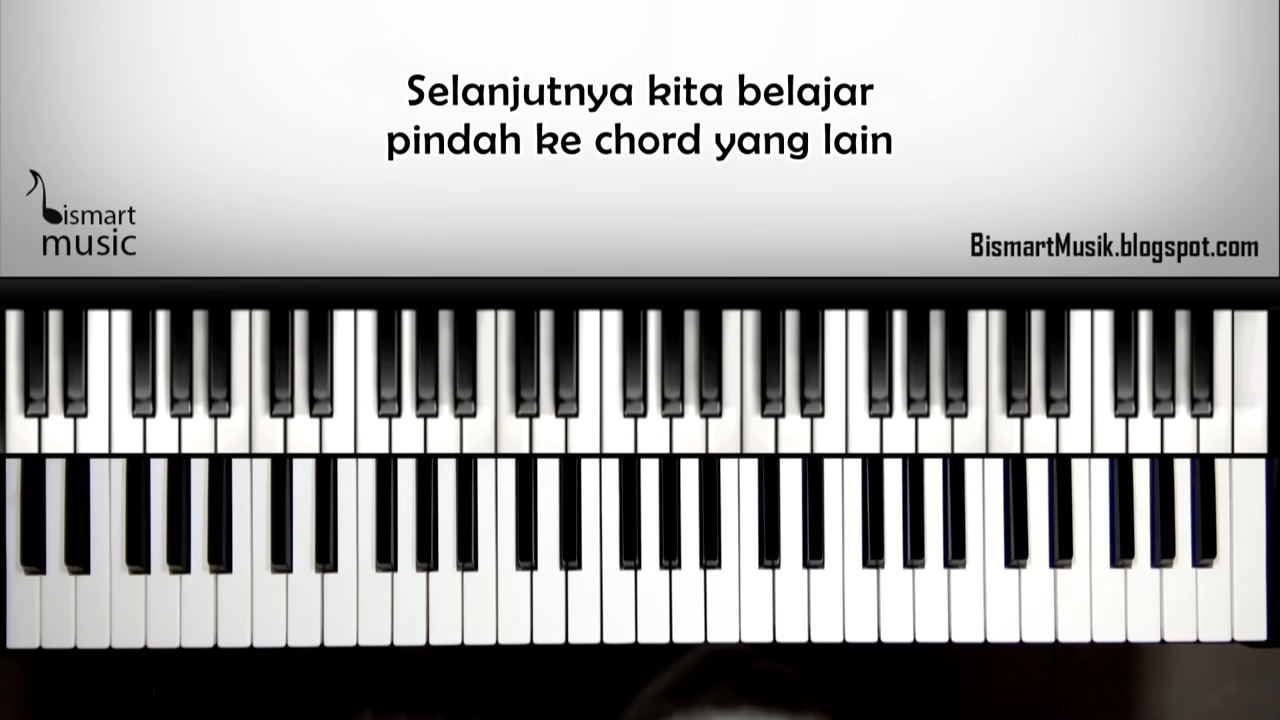 Selanjutnya kita belajar
pindah ke chord yang lain
bismart
music
BismartMusik.blogspot.com